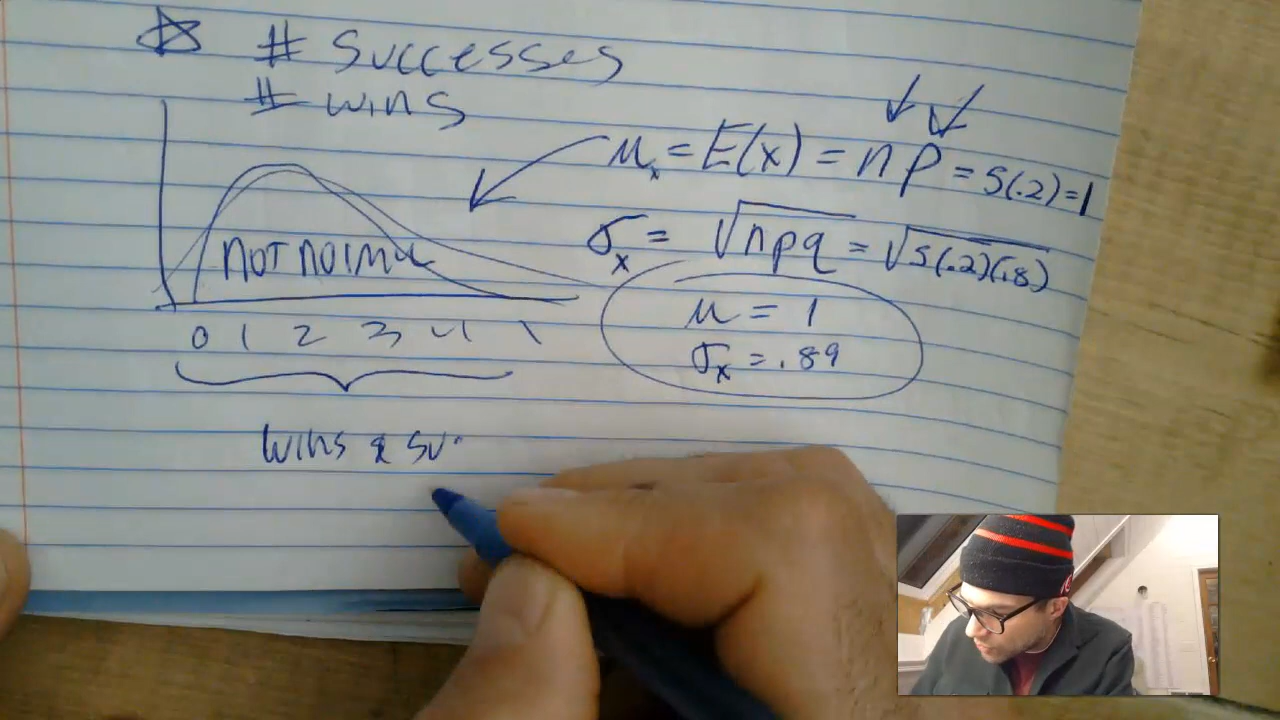 # successes
# wins
μₓ = E(x) = np = 5(.2)=1
σₓ = √npq = √5(.2)(.8)
NOT NORMAL
μ = 1
σₓ = .89
0 1 2 3 4
wins & su